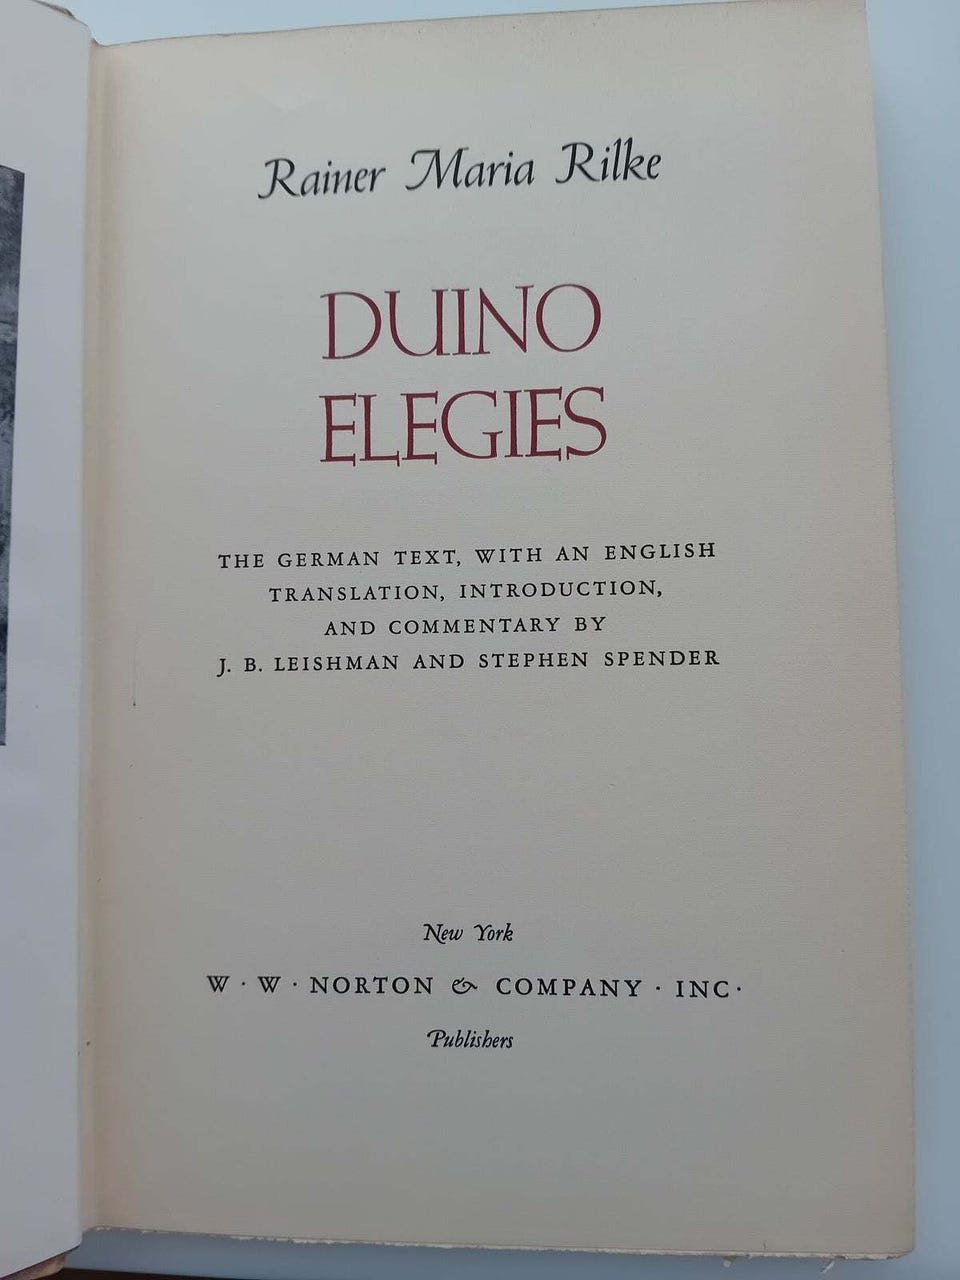 Rainer Maria Rilke
DUINO
ELEGIES
THE GERMAN TEXT, WITH AN ENGLISH
TRANSLATION, INTRODUCTION,
AND COMMENTARY BY
J. B. LEISHMAN AND STEPHEN SPENDER
New York
W · W · NORTON & COMPANY · INC ·
Publishers